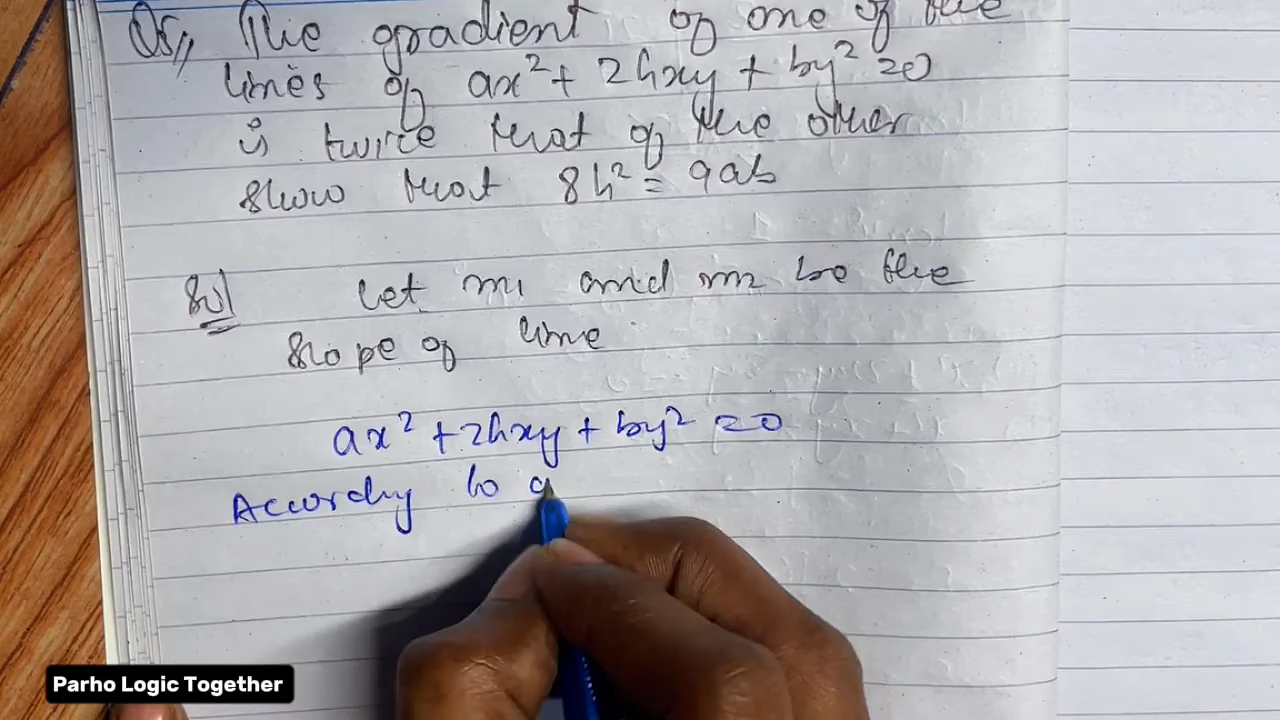 Q5,, The gradient of one of the
lines of ax² + 2hxy + by² = 0
is twice that of the other
show that 8h² = 9ab
Sol Let m₁ and m₂ be the
slope of line
ax² + 2hxy + by² = 0
According to q
Parho Logic Together